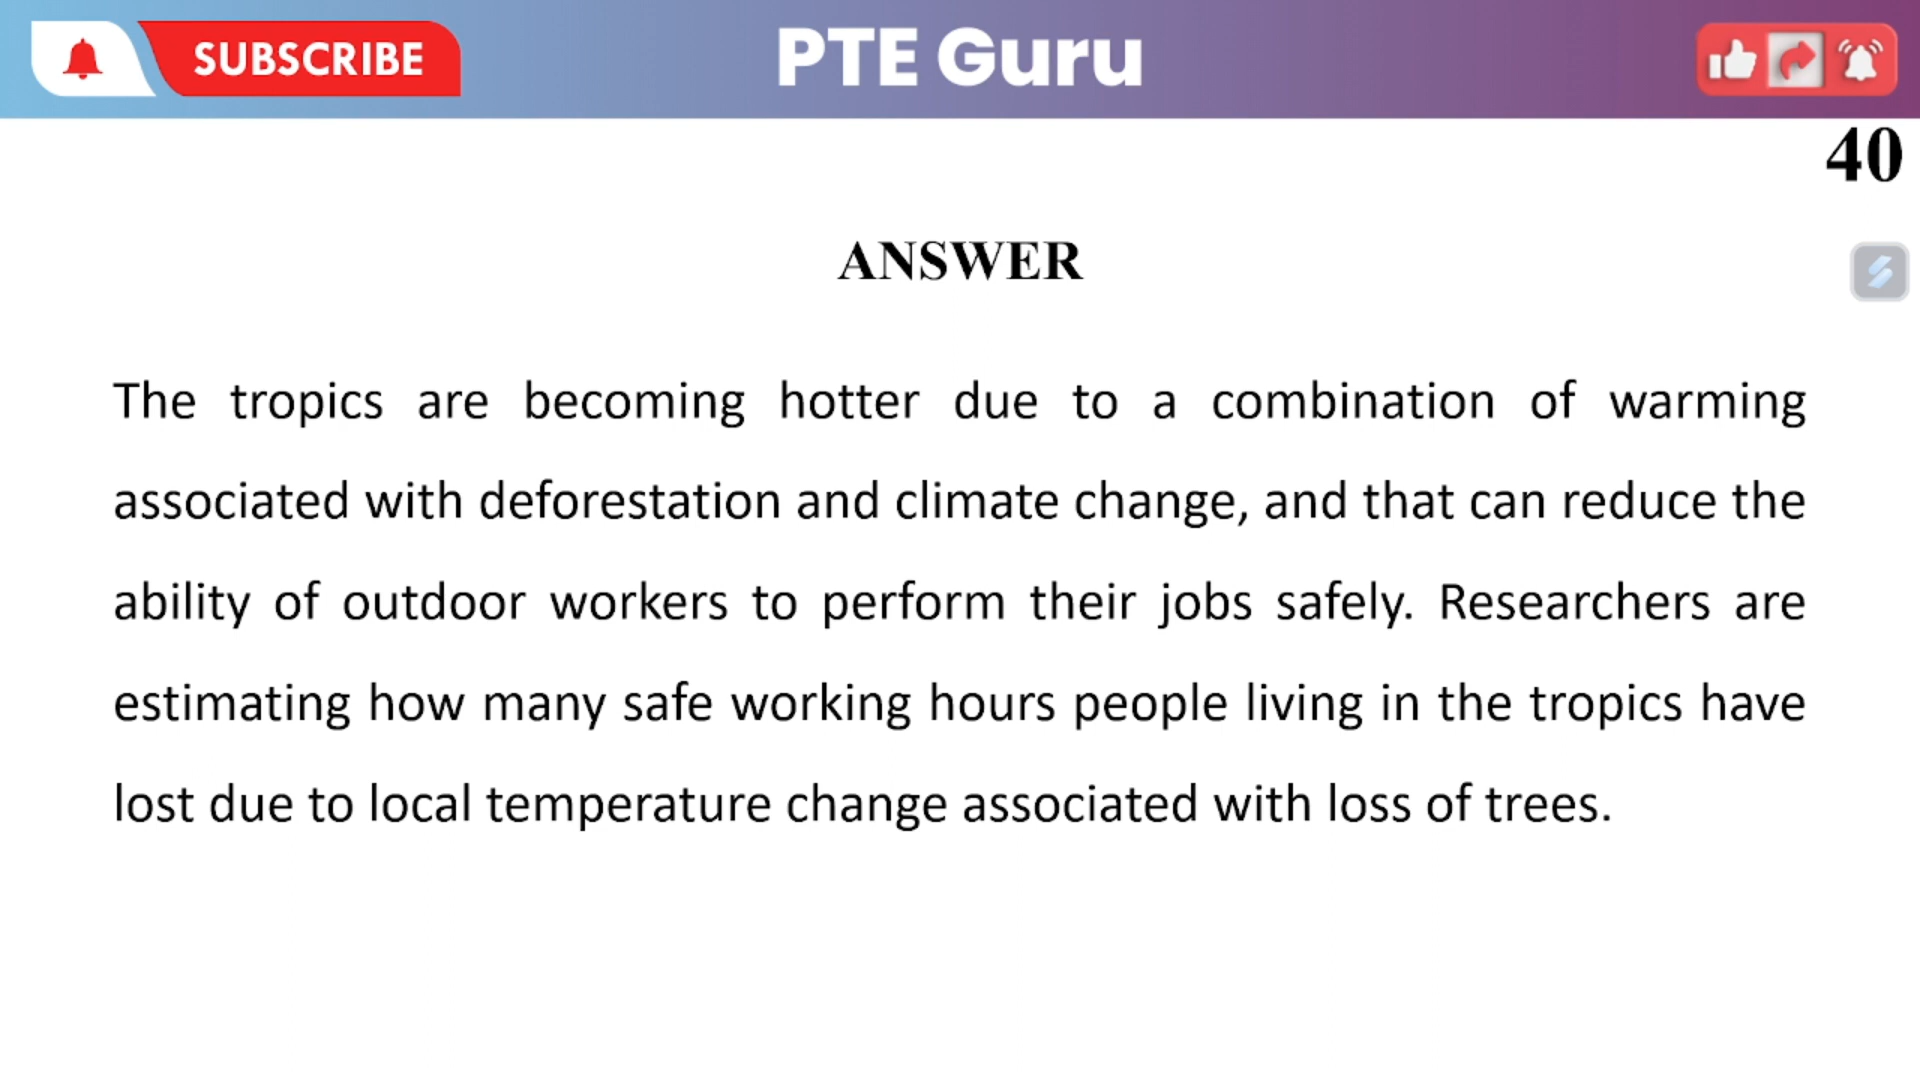 SUBSCRIBE
PTE Guru
40
ANSWER
The tropics are becoming hotter due to a combination of warming
associated with deforestation and climate change, and that can reduce the
ability of outdoor workers to perform their jobs safely. Researchers are
estimating how many safe working hours people living in the tropics have
lost due to local temperature change associated with loss of trees.